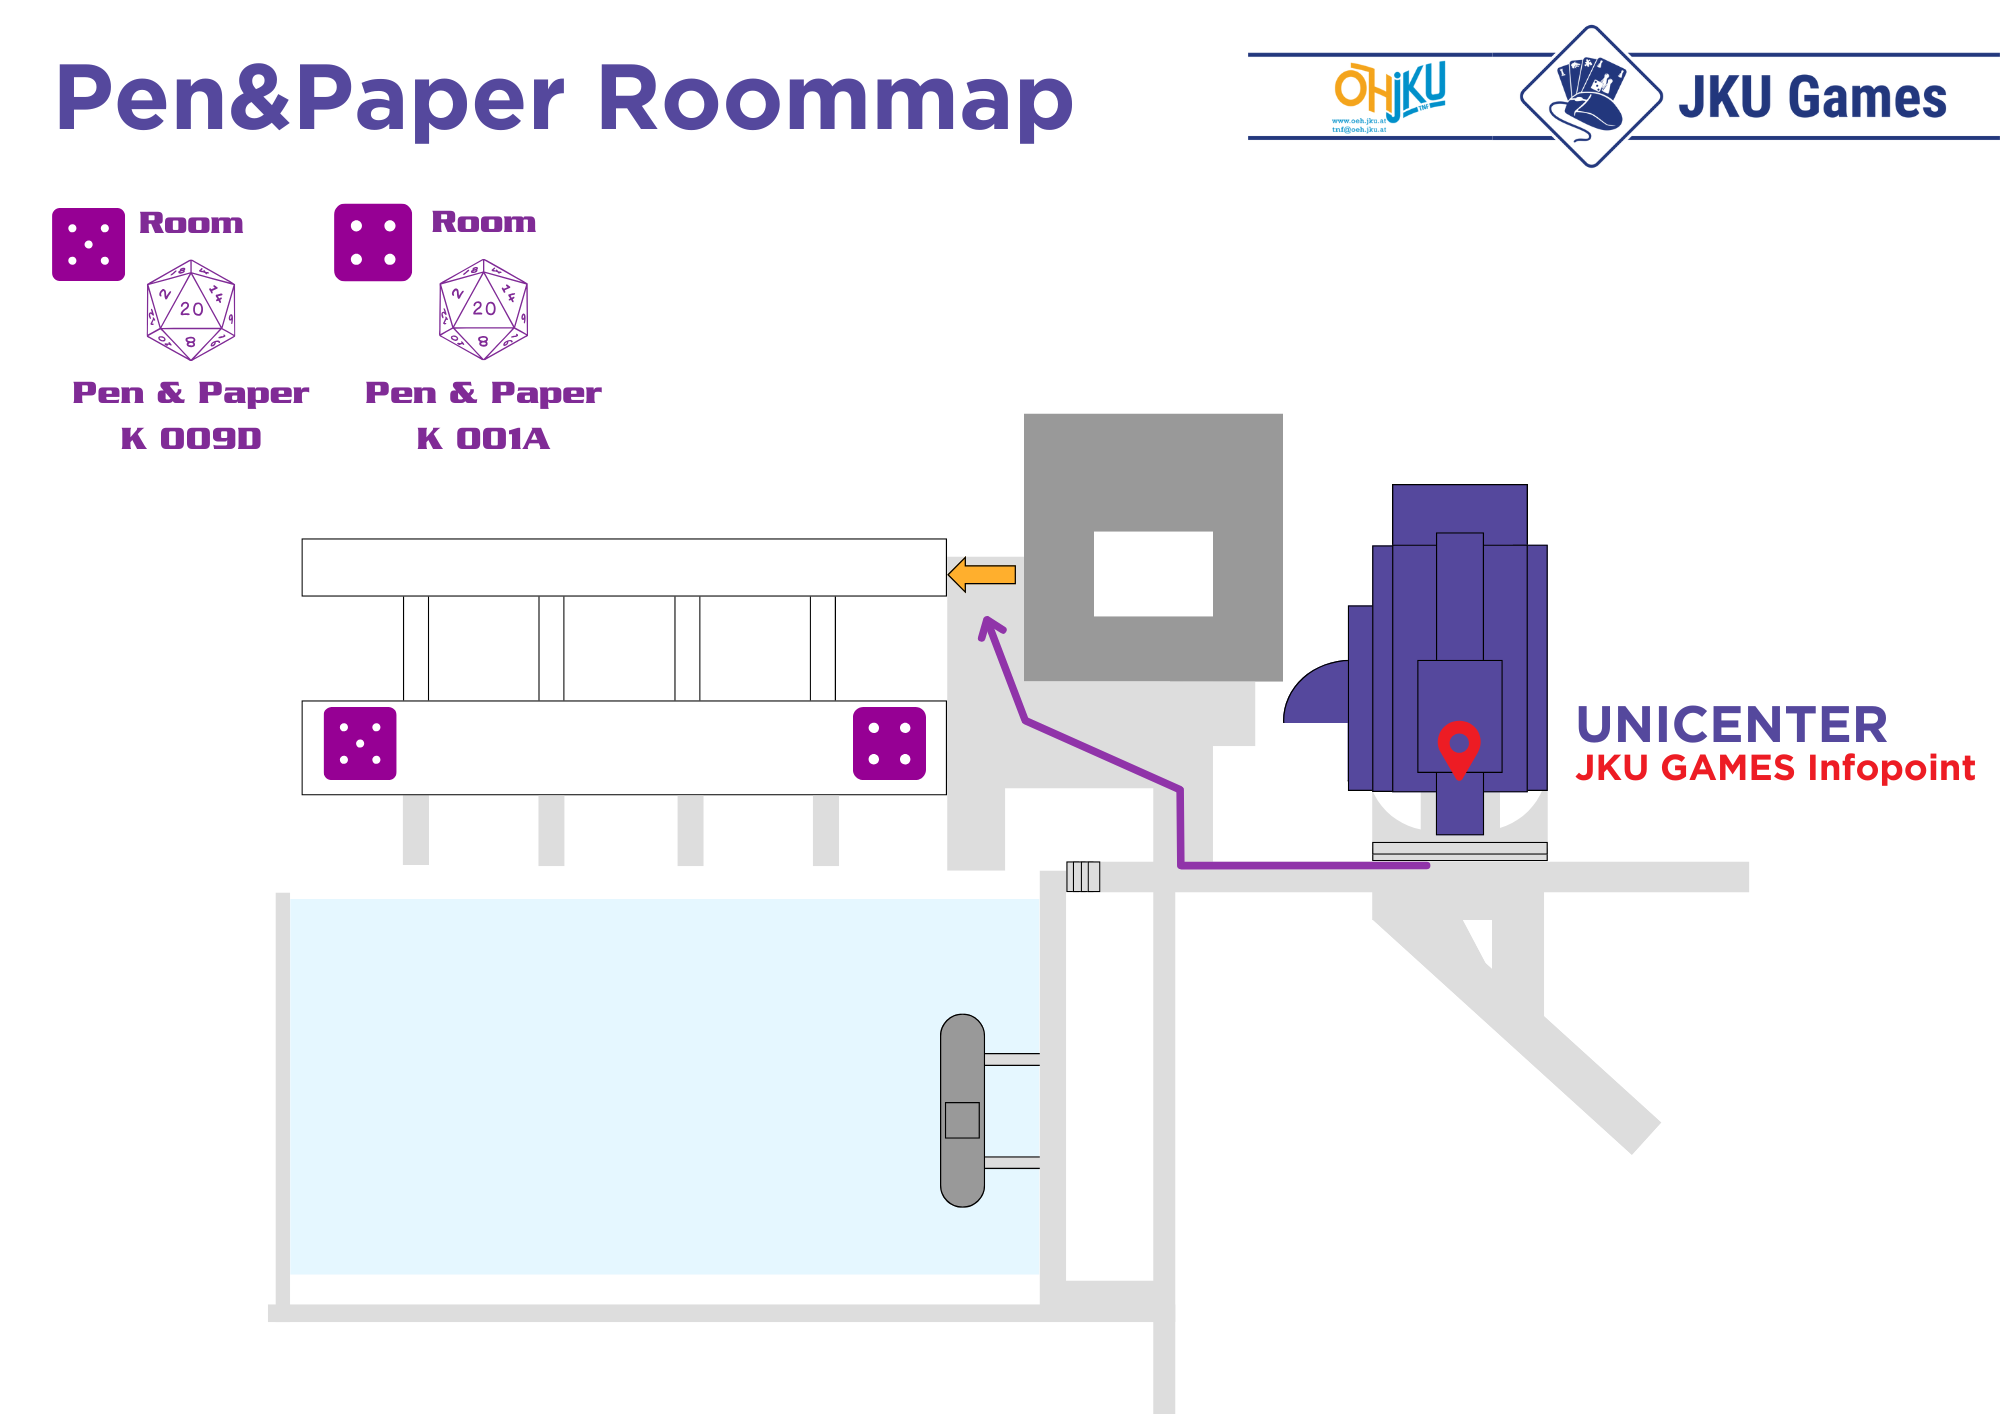 Pen&Paper Roommap
ÖH JKU TNF
www.oeh.jku.at
tnf@oeh.jku.at
JKU Games
Room
20
2
14
8
Pen & Paper
K 009D
Room
20
2
14
8
Pen & Paper
K 001A
UNICENTER
JKU GAMES Infopoint